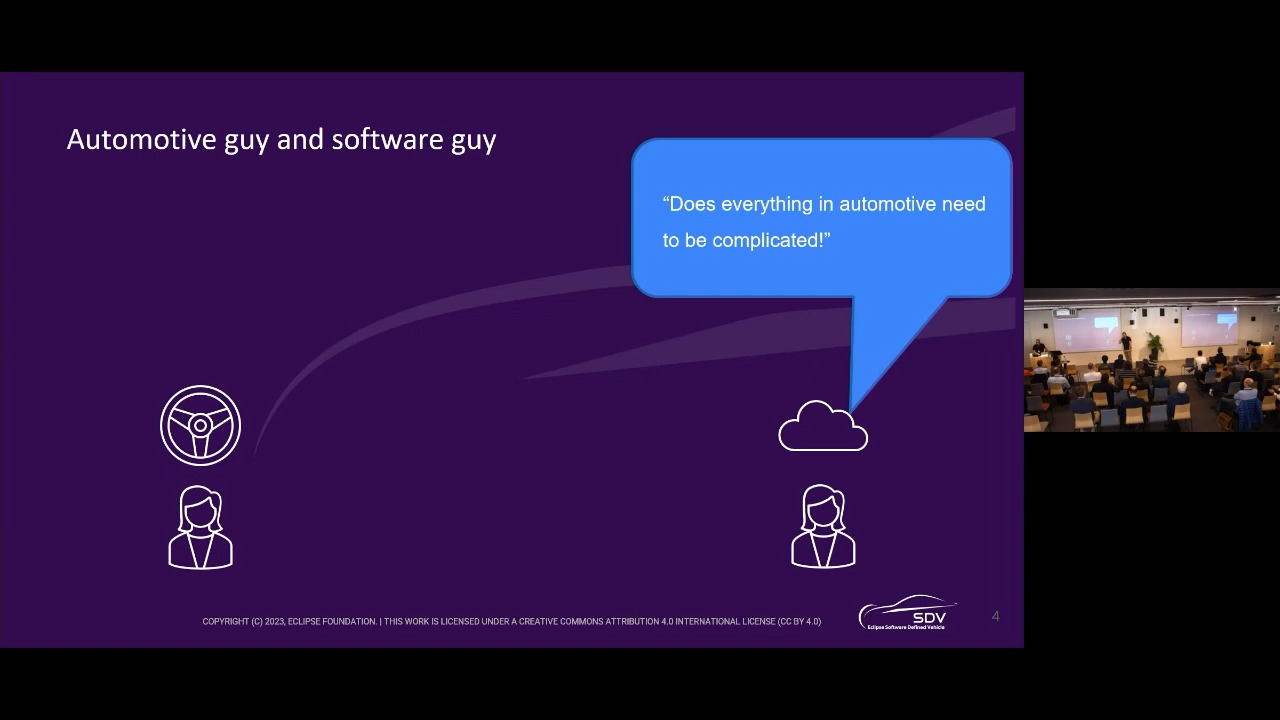 Automotive guy and software guy
“Does everything in automotive need
to be complicated!”
COPYRIGHT (C) 2023, ECLIPSE FOUNDATION. | THIS WORK IS LICENSED UNDER A CREATIVE COMMONS ATTRIBUTION 4.0 INTERNATIONAL LICENSE (CC BY 4.0)
SDV
Eclipse Software Defined Vehicle
4